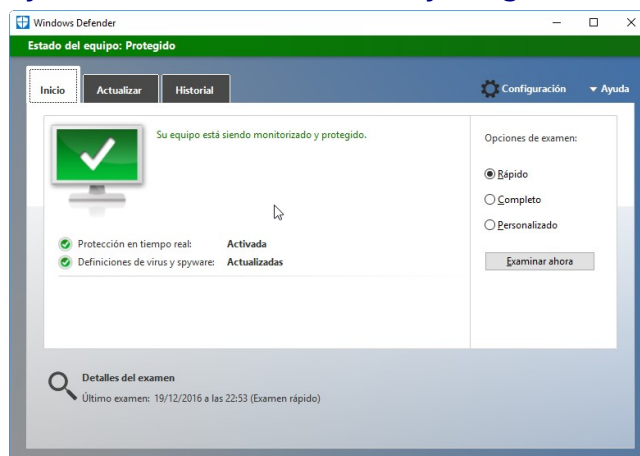 Windows Defender
Estado del equipo: Protegido
Inicio
Actualizar
Historial
Configuración
Ayuda
Su equipo está siendo monitorizado y protegido.
Opciones de examen:
Rápido
Completo
Personalizado
Examinar ahora
Protección en tiempo real: Activada
Definiciones de virus y spyware: Actualizadas
Detalles del examen
Último examen: 19/12/2016 a las 22:53 (Examen rápido)